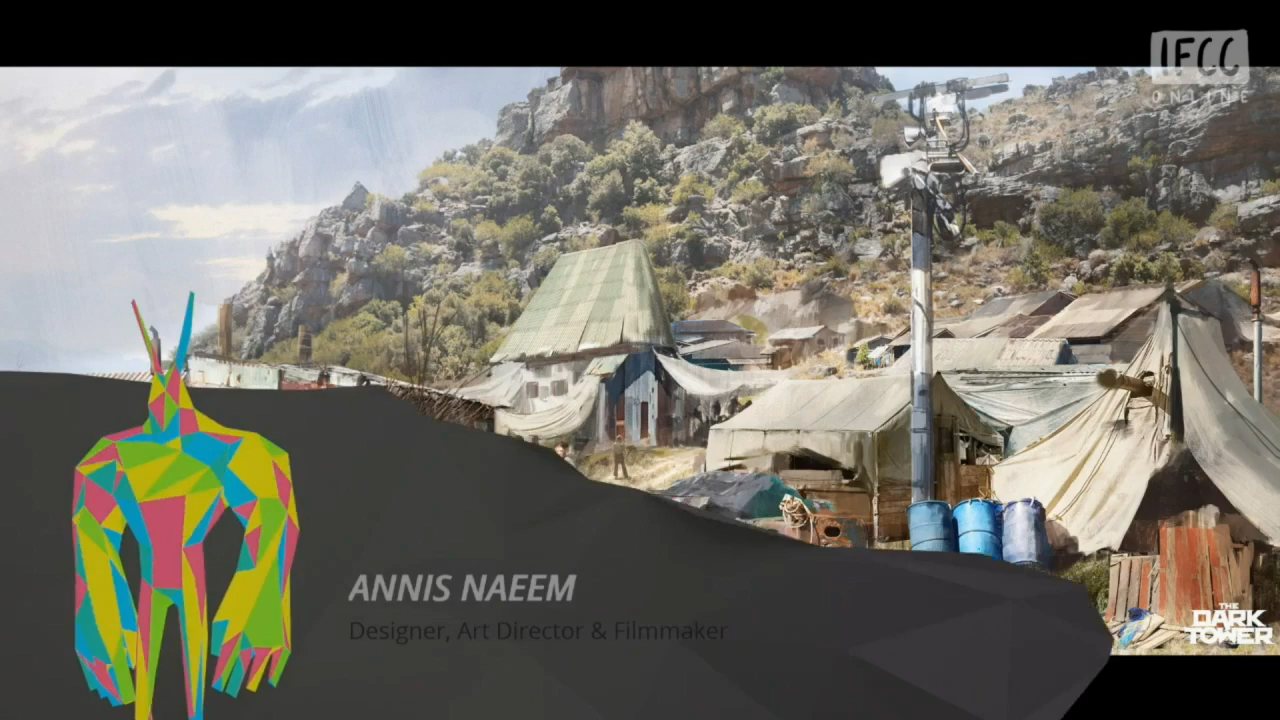 IFCC
ONLINE
ANNIS NAEEM
Designer, Art Director & Filmmaker
THE
DARK
TOWER